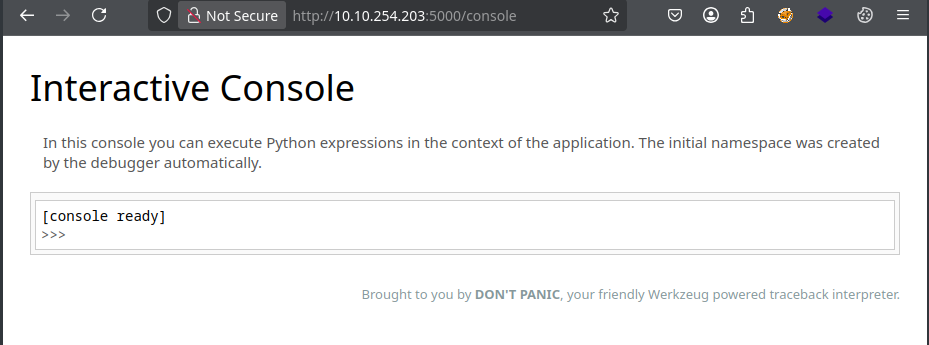 Not Secure http://10.10.254.203:5000/console
Interactive Console
In this console you can execute Python expressions in the context of the application. The initial namespace was created
by the debugger automatically.
[console ready]
>>>
Brought to you by DON'T PANIC, your friendly Werkzeug powered traceback interpreter.